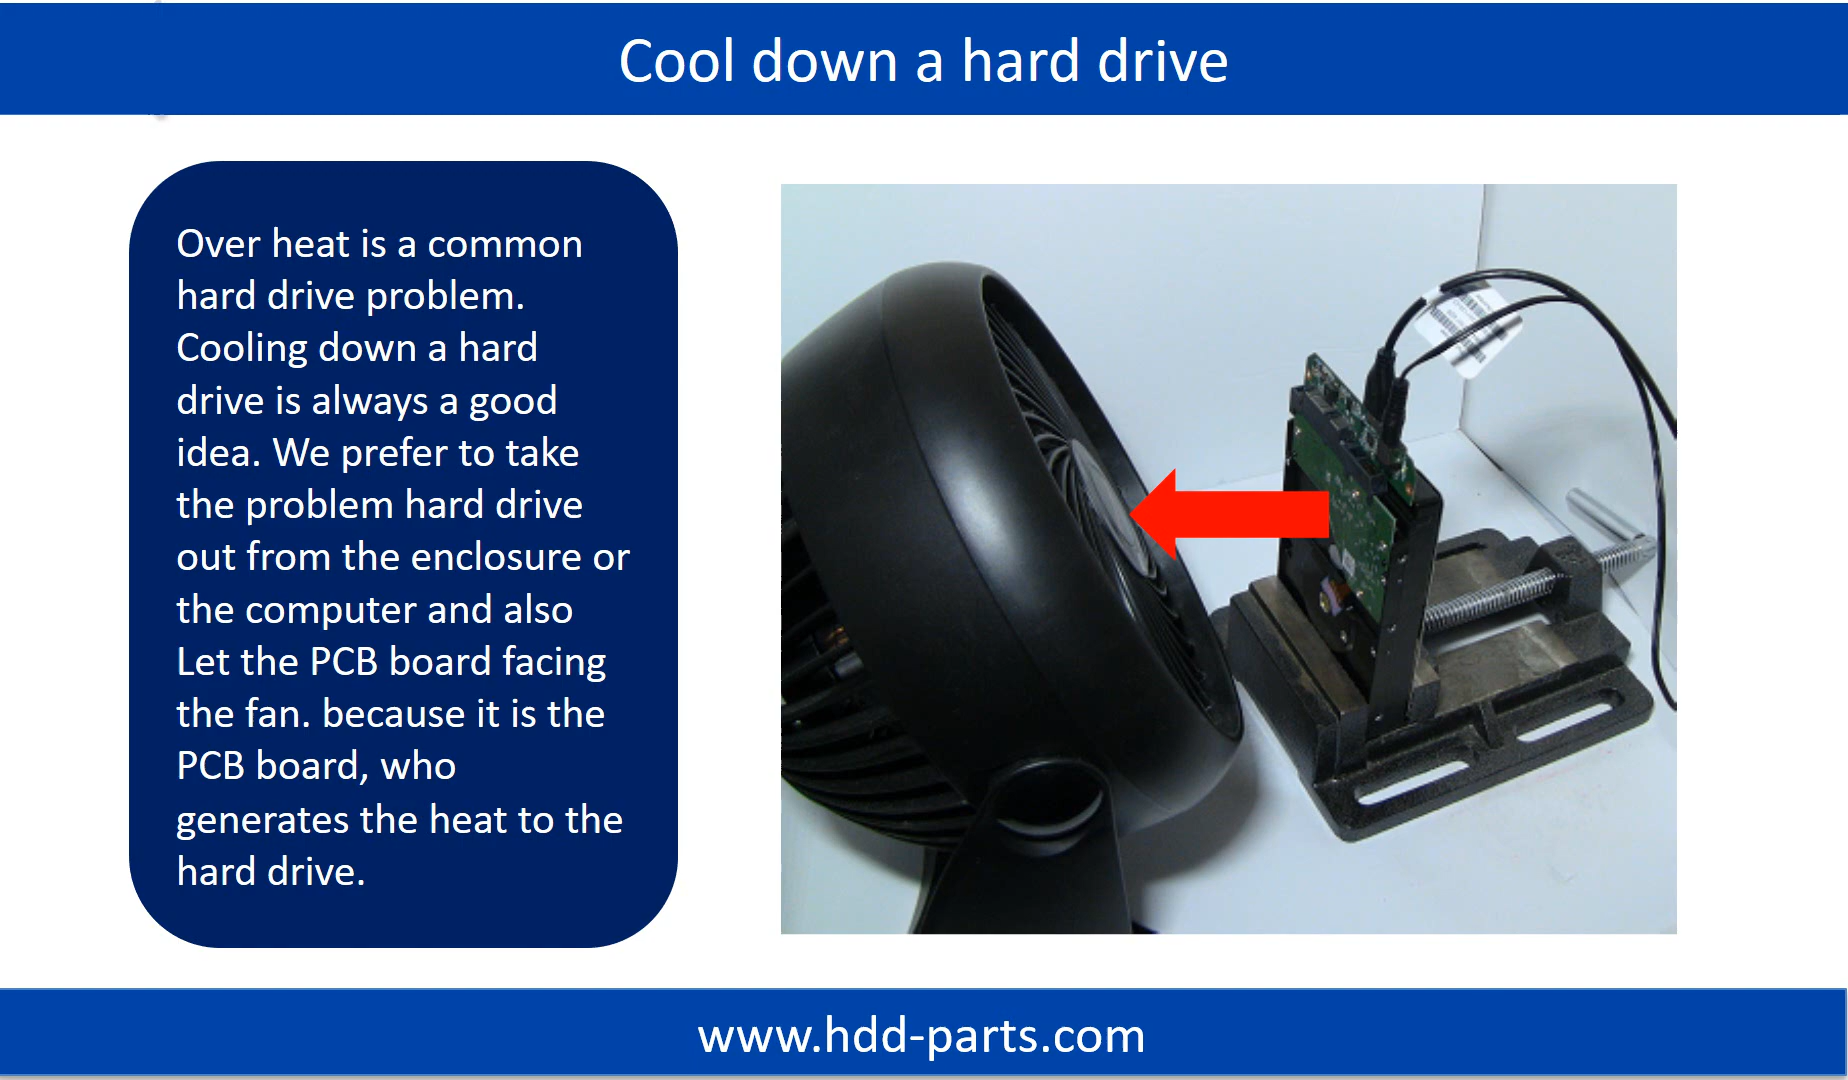 Cool down a hard drive
Over heat is a common
hard drive problem.
Cooling down a hard
drive is always a good
idea. We prefer to take
the problem hard drive
out from the enclosure or
the computer and also
Let the PCB board facing
the fan. because it is the
PCB board, who
generates the heat to the
hard drive.
www.hdd-parts.com